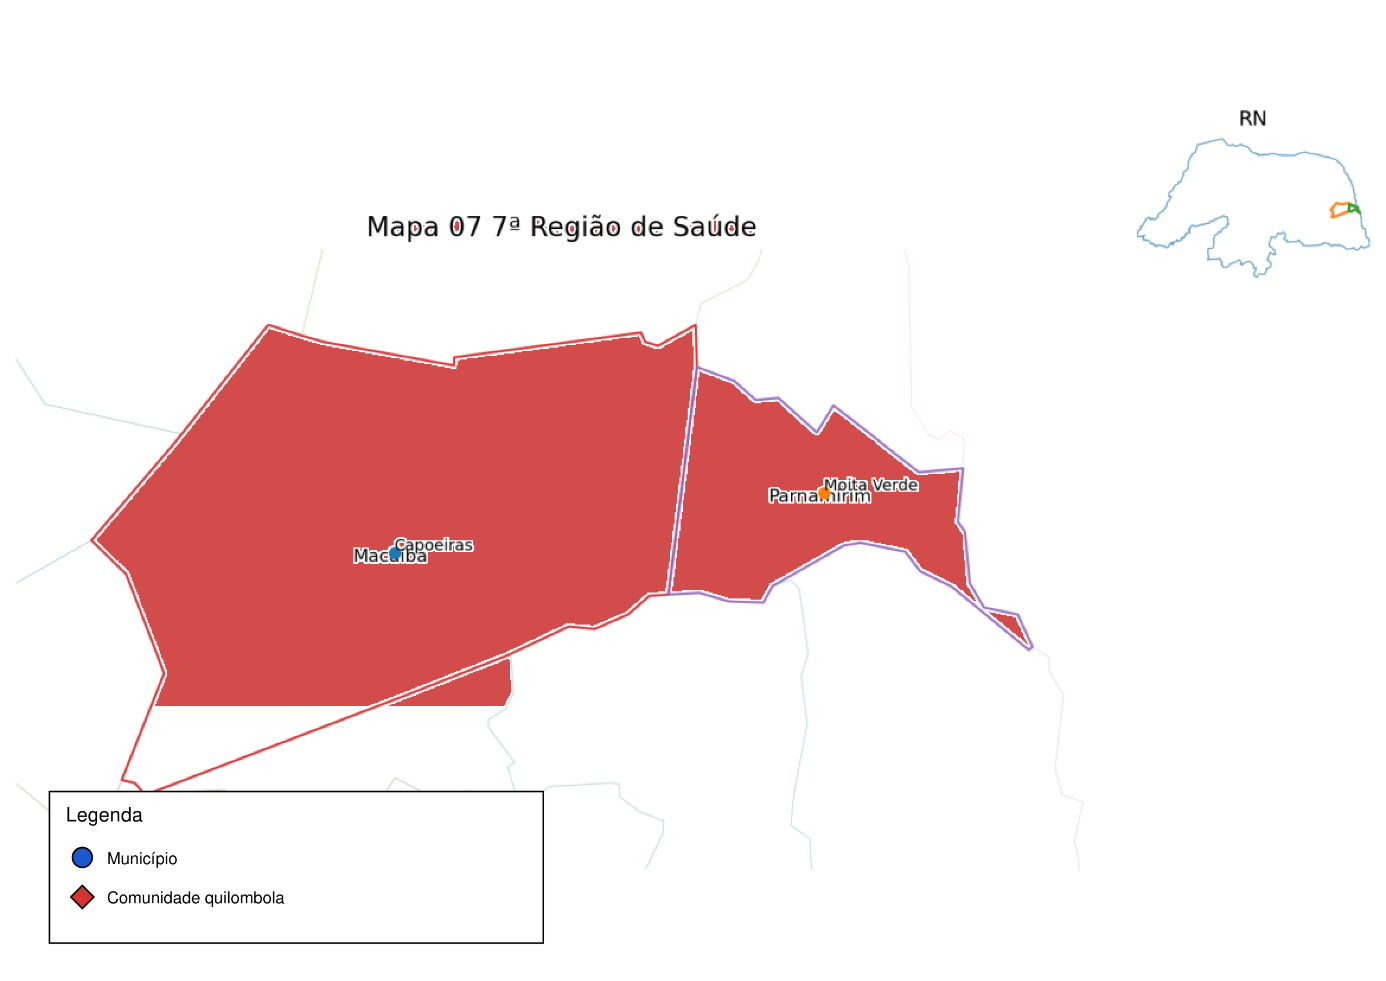 RN
Mapa 07 7ª Região de Saúde
Moita Verde
Parnamirim
Capoeiras
Macaíba
Legenda
Município
Comunidade quilombola